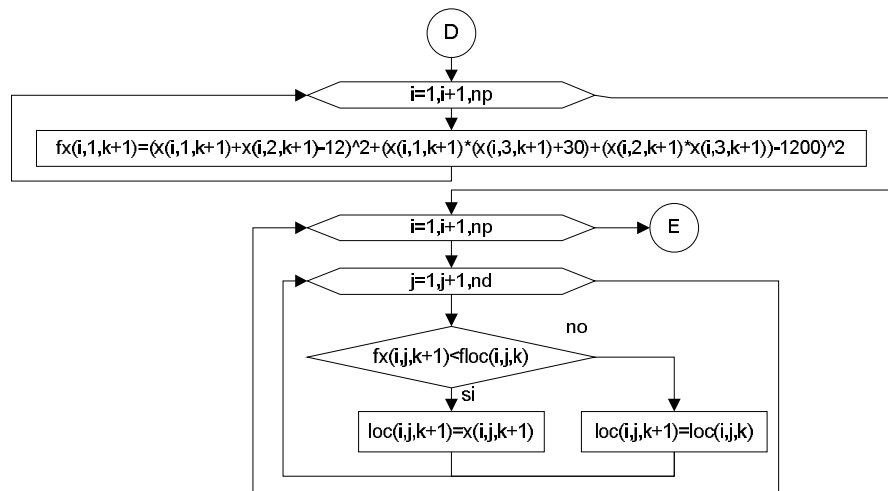 D
i=1,i+1,np
fx(i,1,k+1)=(x(i,1,k+1)+x(i,2,k+1)-12)^2+(x(i,1,k+1)*(x(i,3,k+1)+30)+(x(i,2,k+1)*x(i,3,k+1))-1200)^2
i=1,i+1,np
E
j=1,j+1,nd
no
fx(i,j,k+1)<floc(i,j,k)
si
loc(i,j,k+1)=x(i,j,k+1)
loc(i,j,k+1)=loc(i,j,k)